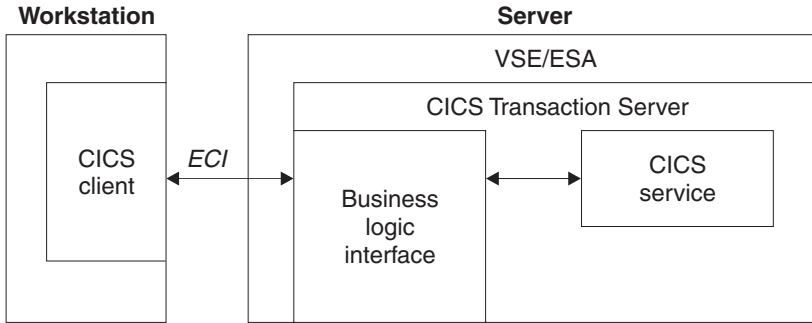 Workstation
Server
VSE/ESA
CICS Transaction Server
CICS
client
ECI
Business
logic
interface
CICS
service